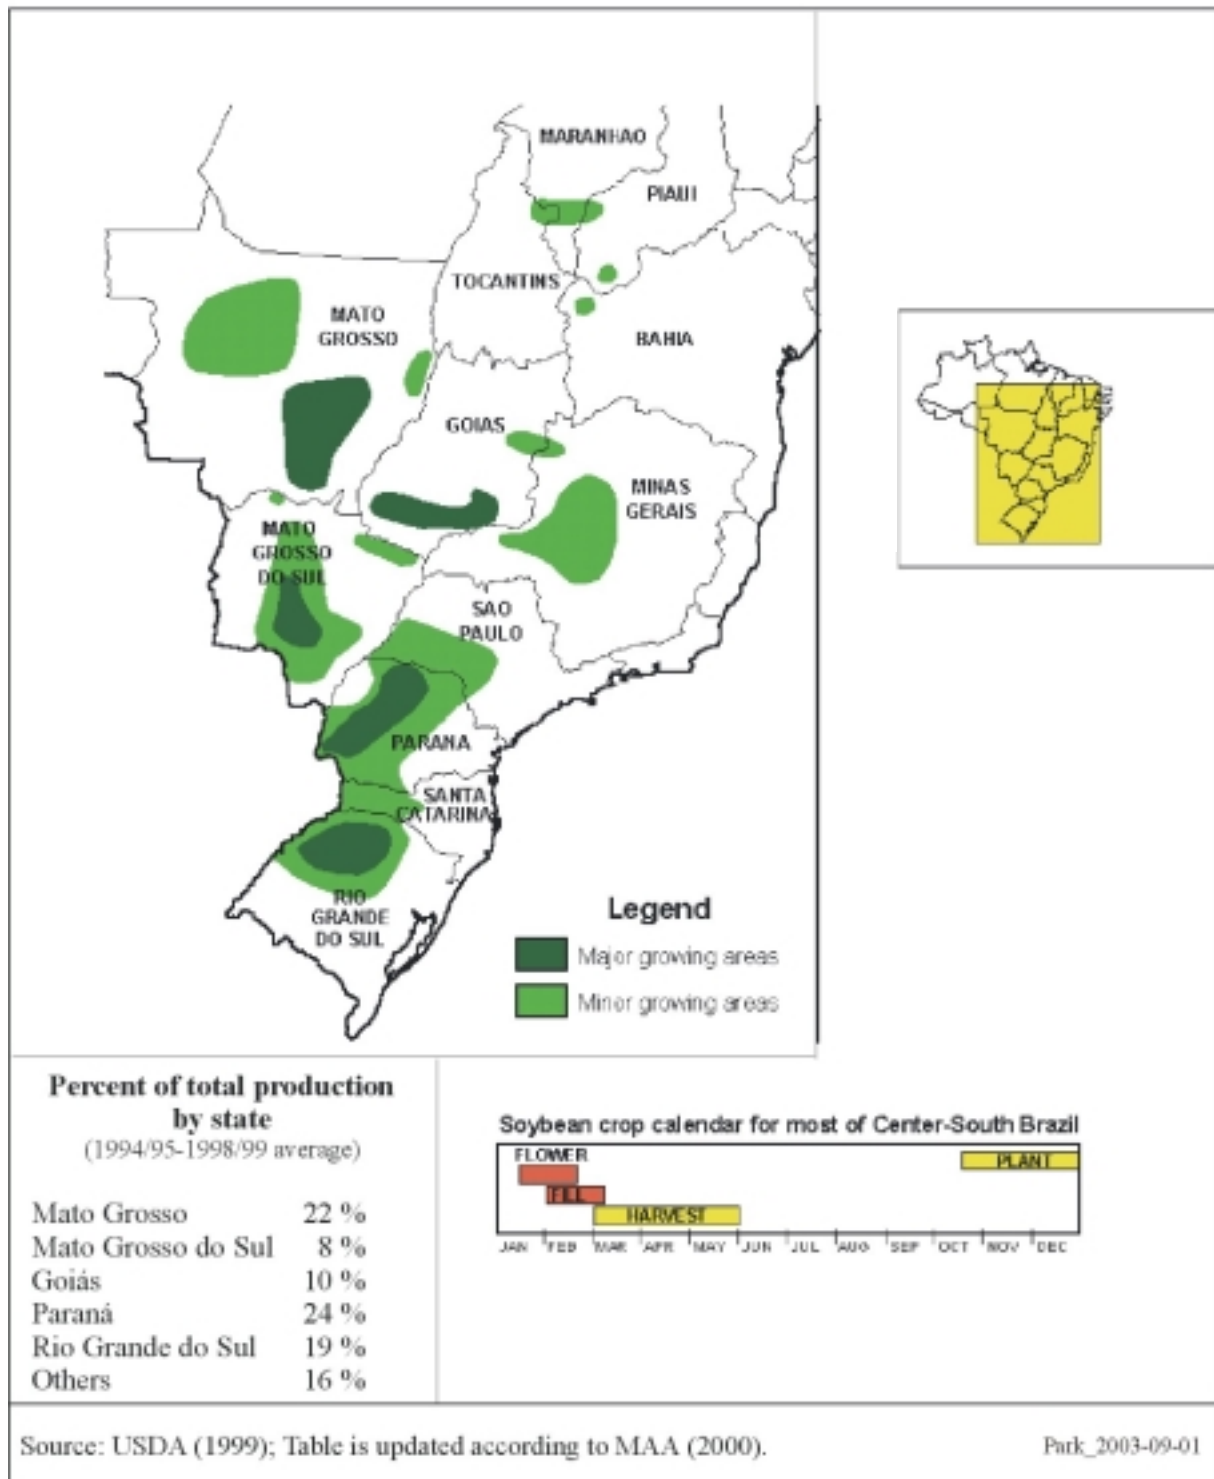 MARANHAO
PIAUI
TOCANTINS
MATO
GROSSO
BAHIA
GOIAS
MINAS
GERAIS
MATO
GROSSO
DO SUL
SAO
PAULO
PARANA
SANTA
CATARINA
RIO
GRANDE
DO SUL
Legend
Major growing areas
Minor growing areas
Percent of total production
by state
(1994/95-1998/99 average)
Mato Grosso 22 %
Mato Grosso do Sul 8 %
Goiás 10 %
Paraná 24 %
Rio Grande do Sul 19 %
Others 16 %
Soybean crop calendar for most of Center-South Brazil
FLOWER
PLANT
FILL
HARVEST
JAN FEB MAR AFR MAY JUN JUL AUG SEP OCT NOV DEC
Source: USDA (1999); Table is updated according to MAA (2000).
Park_2003-09-01